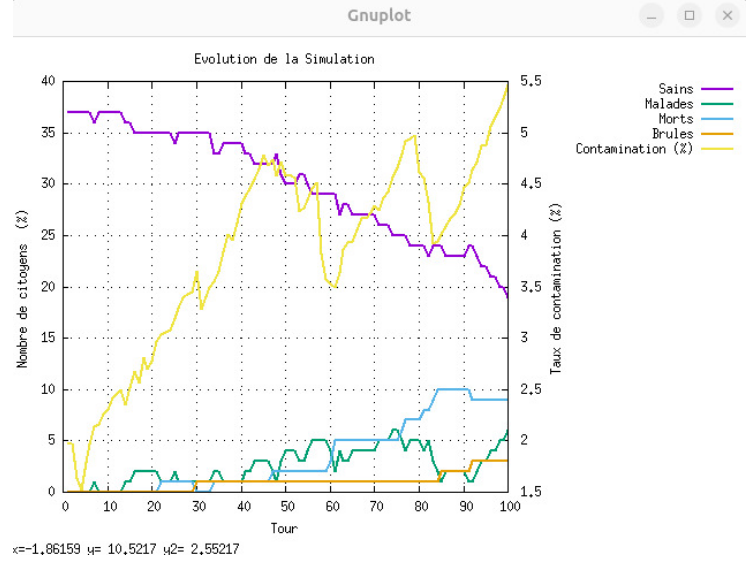 Gnuplot
Evolution de la Simulation
40
35
30
25
20
15
10
5
0
Nombre de citoyens (%)
5.5
5
4.5
4
3.5
3
2.5
2
1.5
Taux de contamination (%)
Sains
Malades
Morts
Brules
Contamination (%)
0 10 20 30 40 50 60 70 80 90 100
Tour
x=-1,86159 y= 10,5217 y2= 2,55217